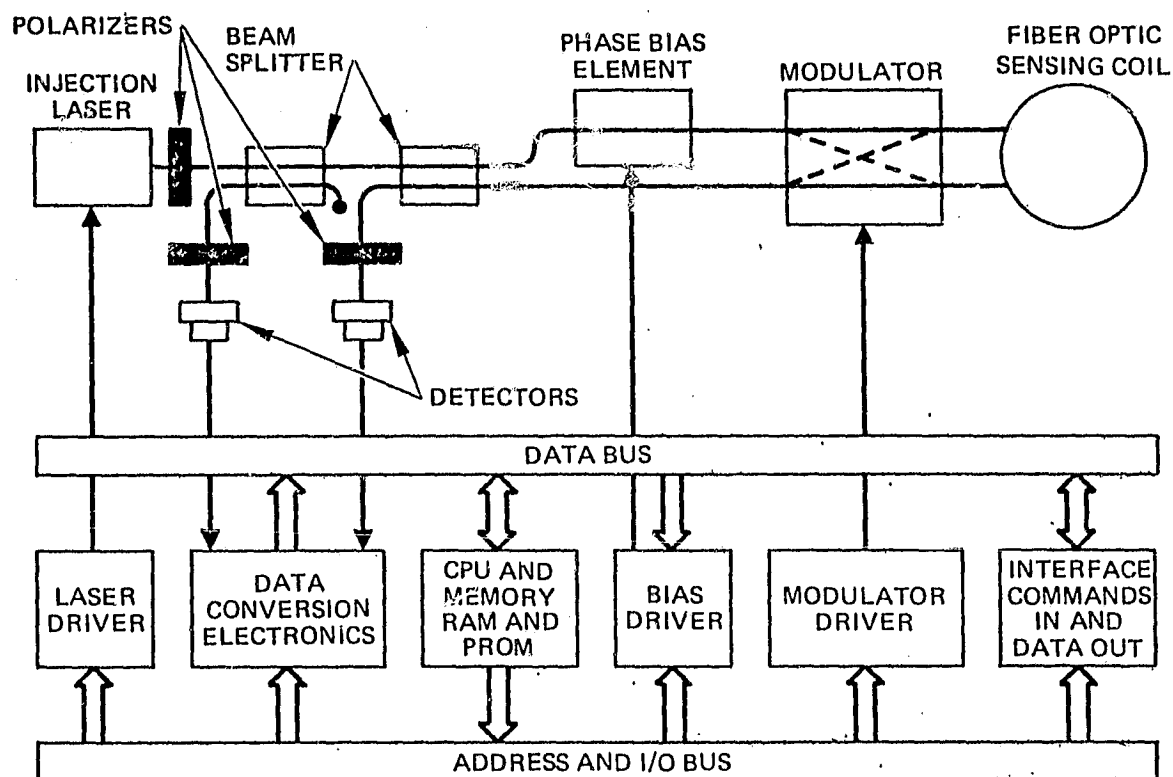 POLARIZERS
BEAM
SPLITTER
PHASE BIAS
ELEMENT
MODULATOR
FIBER OPTIC
SENSING COIL
INJECTION
LASER
DETECTORS
DATA BUS
LASER
DRIVER
DATA
CONVERSION
ELECTRONICS
CPU AND
MEMORY
RAM AND
PROM
BIAS
DRIVER
MODULATOR
DRIVER
INTERFACE
COMMANDS
IN AND
DATA OUT
ADDRESS AND I/O BUS